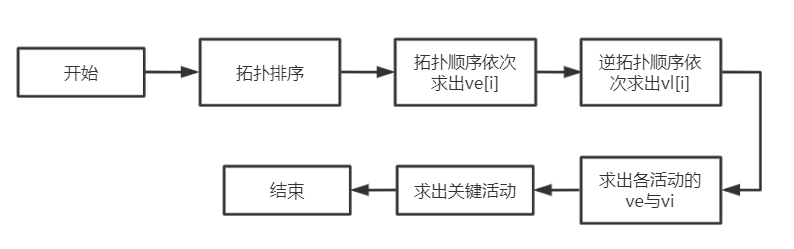 开始
拓扑排序
拓扑顺序依次
求出ve[i]
逆拓扑顺序依
次求出vl[i]
求出各活动的
ve与vi
求出关键活动
结束